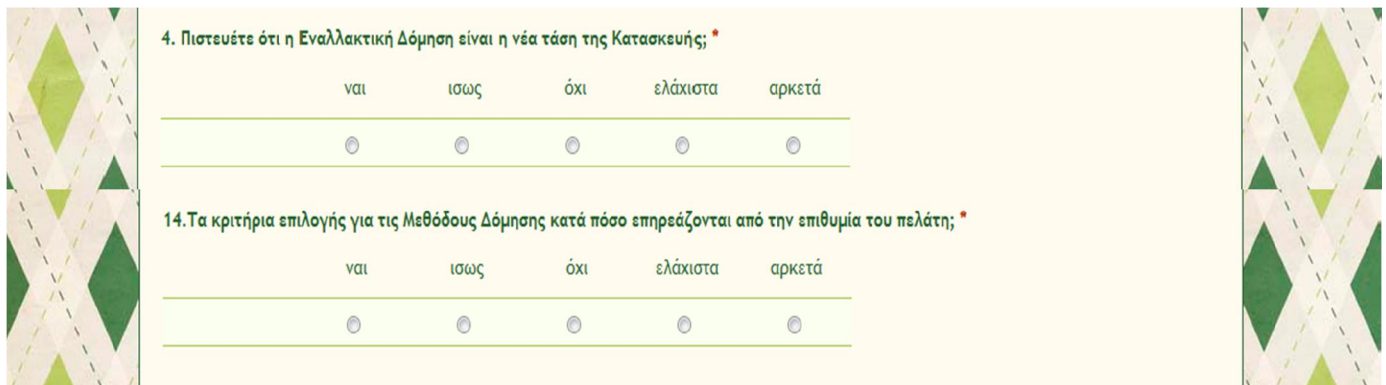 4. Πιστευέτε ότι η Εναλλακτική Δόμηση είναι η νέα τάση της Κατασκευής; *
ναι ισως όχι ελάχιστα αρκετά
14.Τα κριτήρια επιλογής για τις Μεθόδους Δόμησης κατά πόσο επηρεάζονται από την επιθυμία του πελάτη; *
ναι ισως όχι ελάχιστα αρκετά